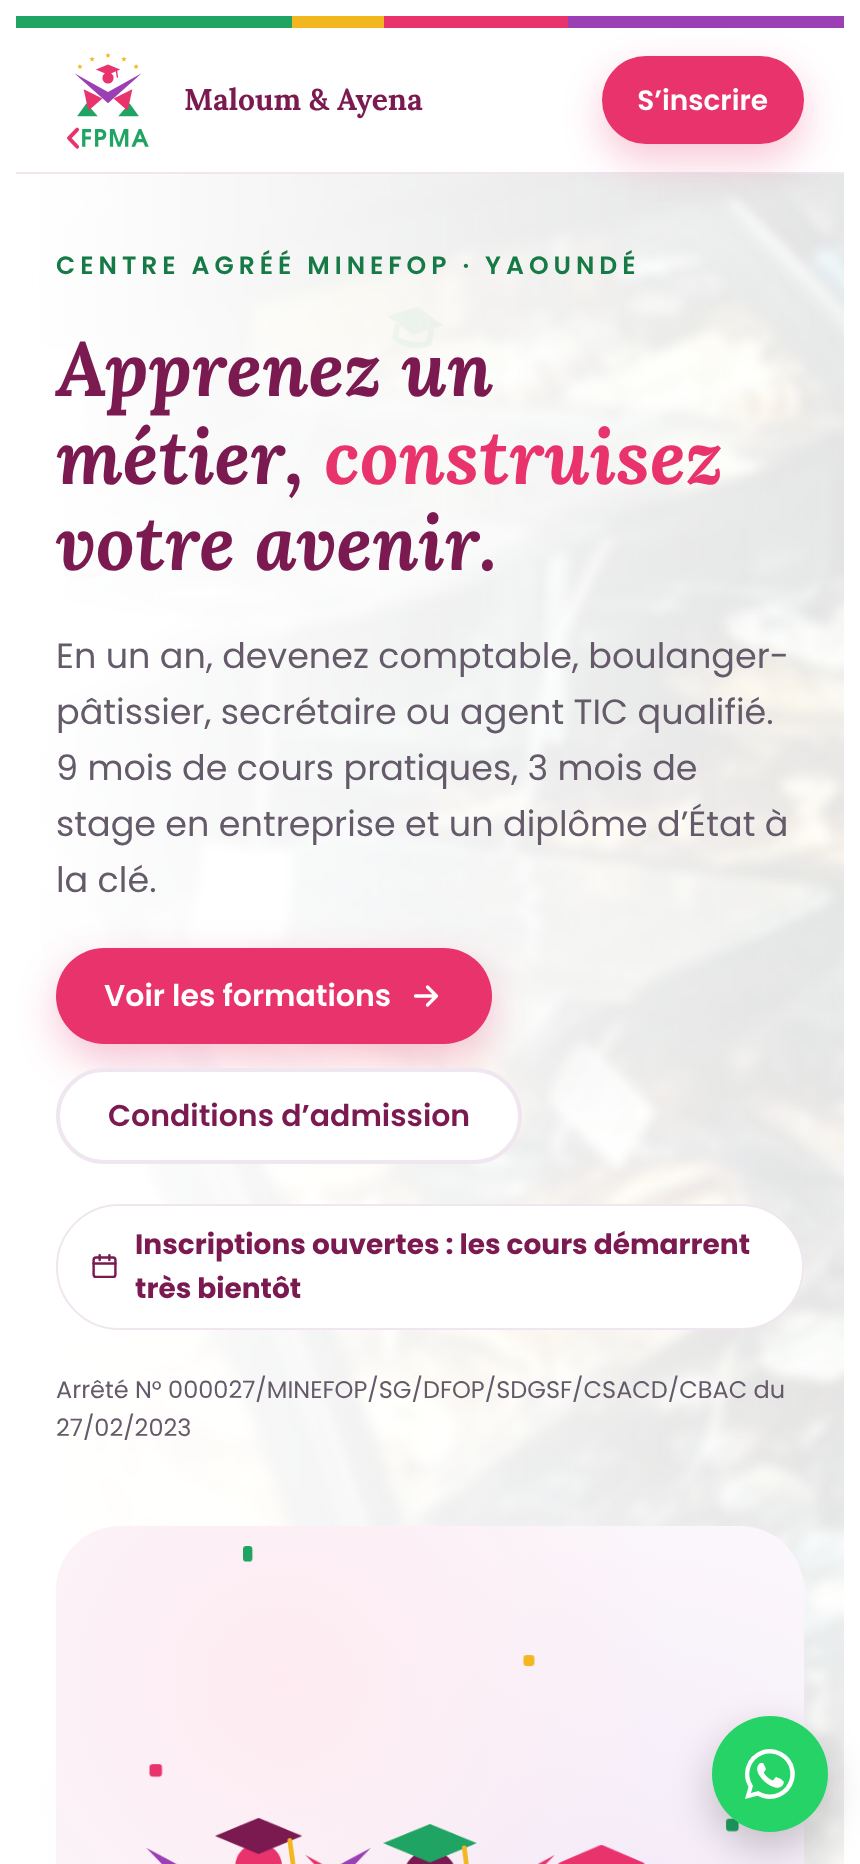 FPMA
Maloum & Ayena
S’inscrire
CENTRE AGRÉÉ MINEFOP · YAOUNDÉ
Apprenez un
métier, construisez
votre avenir.
En un an, devenez comptable, boulanger-
pâtissier, secrétaire ou agent TIC qualifié.
9 mois de cours pratiques, 3 mois de
stage en entreprise et un diplôme d’État à
la clé.
Voir les formations →
Conditions d’admission
Inscriptions ouvertes : les cours démarrent
très bientôt
Arrêté N° 000027/MINEFOP/SG/DFOP/SDGSF/CSACD/CBAC du
27/02/2023